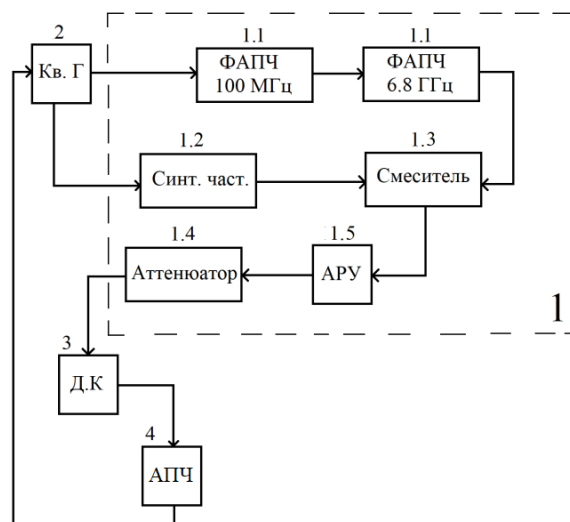 2
Кв. Г
1.1
ФАПЧ
100 МГц
1.1
ФАПЧ
6.8 ГГц
1.2
Синт. част.
1.3
Смеситель
1.4
Аттенюатор
1.5
АРУ
1
3
Д.К
4
АПЧ